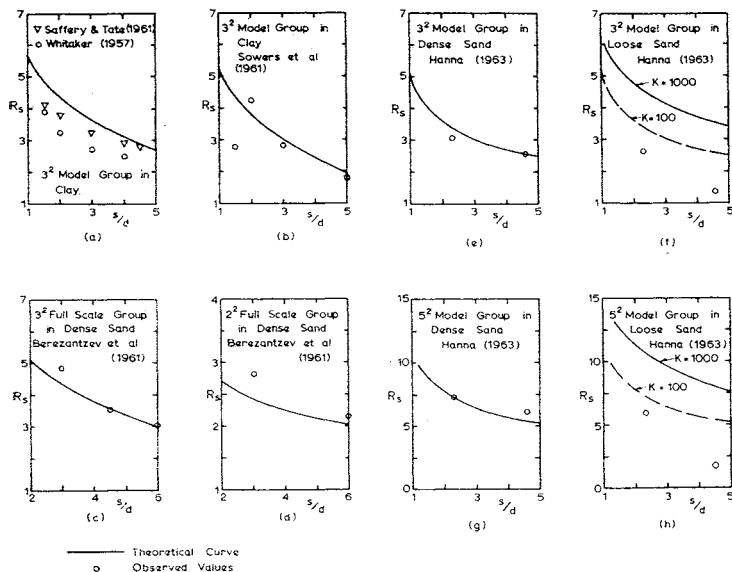 ▽ Saffery & Tate (1961)
○ Whitaker (1957)
7
5
Rs
3
1
3² Model Group in
Clay.
1 3 s/d 5
(a)
3² Model Group in
Clay
Sowers et al
(1961)
7
5
Rs
3
1
1 3 s/d 5
(b)
3² Model Group in
Dense Sand
Hanna (1963)
7
5
Rs
3
1
1 3 s/d 5
(e)
3² Model Group in
Loose Sand
Hanna (1963)
K = 1000
K = 100
7
5
Rs
3
1
1 3 s/d 5
(f)
3² Full Scale Group
in Dense Sand
Berezantzev et al
(1961)
7
5
Rs
3
1
2 4 s/d 6
(c)
2² Full Scale Group
in Dense Sand
Berezantzev et al
(1961)
4
3
Rs
2
1
2 4 s/d 6
(d)
5² Model Group in
Dense Sand
Hanna (1963)
15
10
Rs
5
0
1 3 s/d 5
(g)
5² Model Group in
Loose Sand
Hanna (1963)
K = 1000
K = 100
15
10
Rs
5
0
1 3 s/d 5
(h)
Theoretical Curve
○ Observed Values